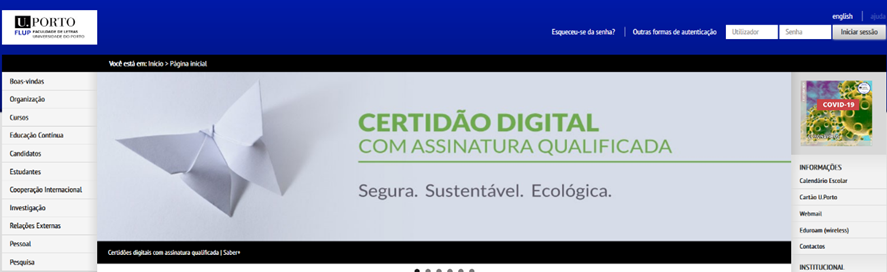 U. PORTO
FLUP FACULDADE DE LETRAS
UNIVERSIDADE DO PORTO
english
ajuda
Esqueceu-se da senha?
Outras formas de autenticação
Utilizador
Senha
Iniciar sessão
Você está em: Início > Página inicial
Boas-vindas
Organização
Cursos
Educação Contínua
Candidatos
Estudantes
Cooperação Internacional
Investigação
Relações Externas
Pessoal
Pesquisa
CERTIDÃO DIGITAL
COM ASSINATURA QUALIFICADA
Segura. Sustentável. Ecológica.
Certidões digitais com assinatura qualificada | Saber+
COVID-19
INFORMAÇÕES
Calendário Escolar
Cartão U.Porto
Webmail
Eduroam (wireless)
Contactos
INSTITUCIONAL